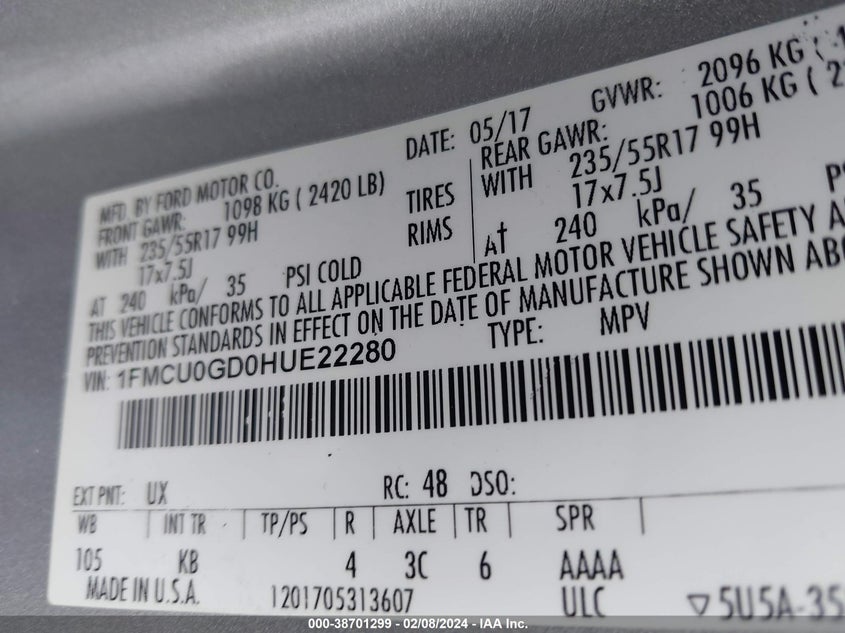 MFD. BY FORD MOTOR CO. DATE: 05/17 GVWR: 2096 KG (
FRONT GAWR: 1098 KG ( 2420 LB) REAR GAWR: 1006 KG ( 2
WITH 235/55R17 99H TIRES WITH 235/55R17 99H
17x7.5J RIMS 17x7.5J
AT 240 kPa/ 35 PSI COLD At 240 kPa/ 35 PS
THIS VEHICLE CONFORMS TO ALL APPLICABLE FEDERAL MOTOR VEHICLE SAFETY A
PREVENTION STANDARDS IN EFFECT ON THE DATE OF MANUFACTURE SHOWN ABO
VIN: 1FMCU0GD0HUE22280 TYPE: MPV
EXT PNT: UX RC: 48 DSO:
WB INT TR TP/PS R AXLE TR SPR
105 KB 4 3C 6 AAAA
MADE IN U.S.A. 1201705313607 ULC ▽5U5A-35
000-38701299 - 02/08/2024 - IAA Inc.